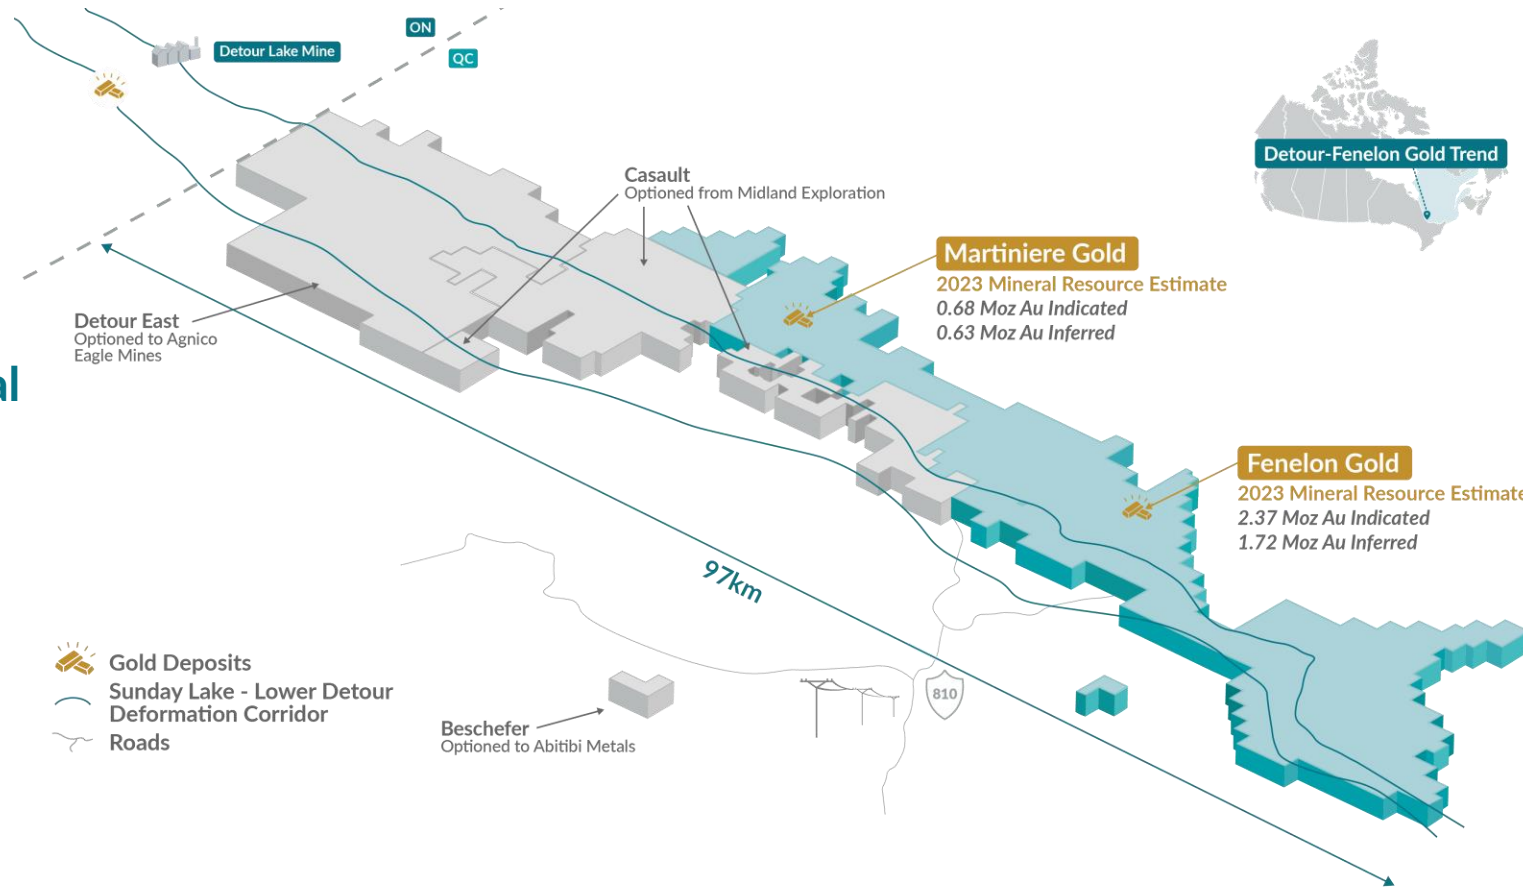 ON
Detour Lake Mine
QC
Detour-Fenelon Gold Trend
Casault
Optioned from Midland Exploration
Martiniere Gold
2023 Mineral Resource Estimate
0.68 Moz Au Indicated
0.63 Moz Au Inferred
Detour East
Optioned to Agnico
Eagle Mines
al
Fenelon Gold
2023 Mineral Resource Estimate
2.37 Moz Au Indicated
1.72 Moz Au Inferred
97km
Gold Deposits
Sunday Lake - Lower Detour
Deformation Corridor
Roads
810
Beschefer
Optioned to Abitibi Metals